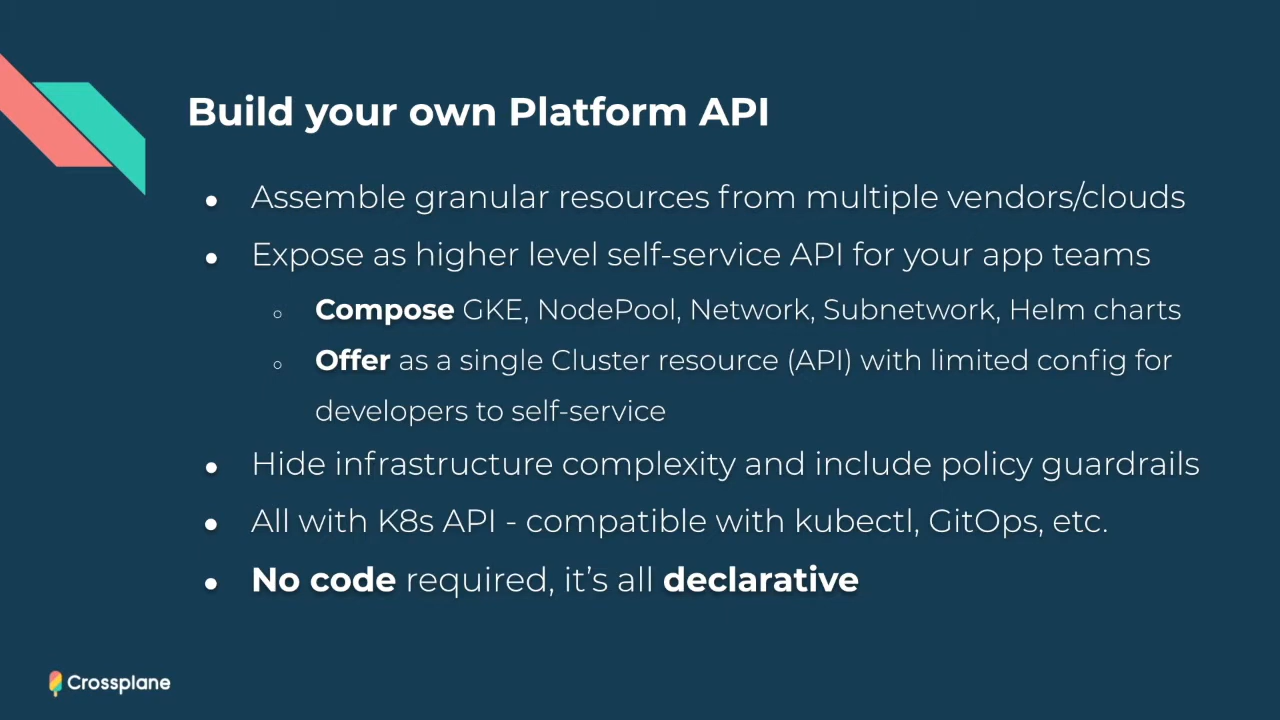 Build your own Platform API
● Assemble granular resources from multiple vendors/clouds
● Expose as higher level self-service API for your app teams
○ Compose GKE, NodePool, Network, Subnetwork, Helm charts
○ Offer as a single Cluster resource (API) with limited config for
developers to self-service
● Hide infrastructure complexity and include policy guardrails
● All with K8s API - compatible with kubectl, GitOps, etc.
● No code required, it’s all declarative
Crossplane